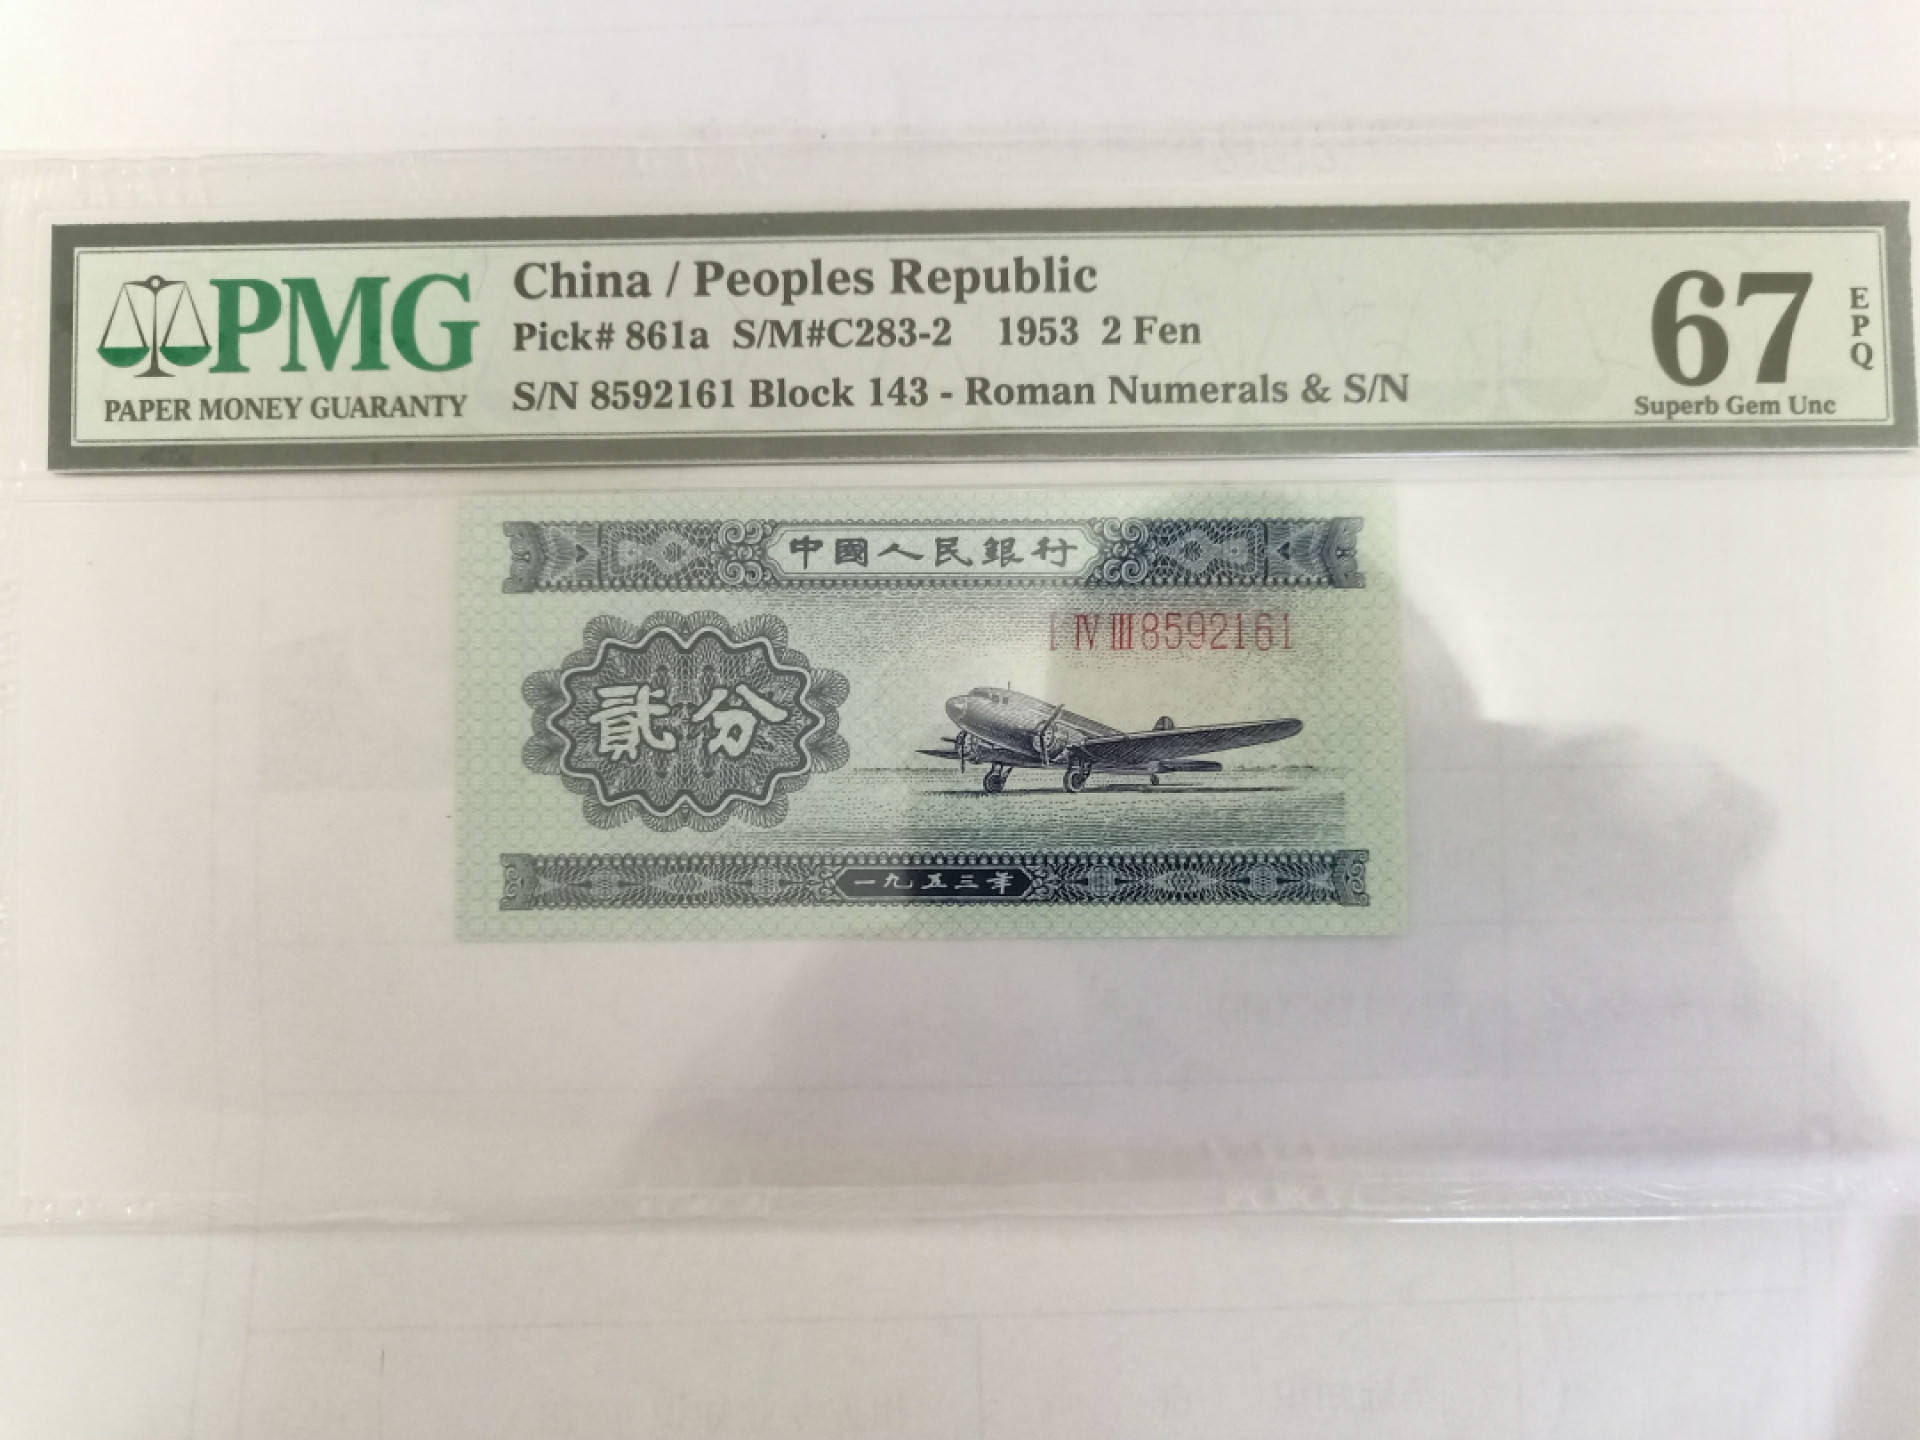 PMG
PAPER MONEY GUARANTY
China / Peoples Republic
Pick# 861a S/M#C283-2 1953 2 Fen
S/N 8592161 Block 143 - Roman Numerals & S/N
67
EPQ
Superb Gem Unc
中國人民銀行
I IV III 8592161
貳分
一九五三年